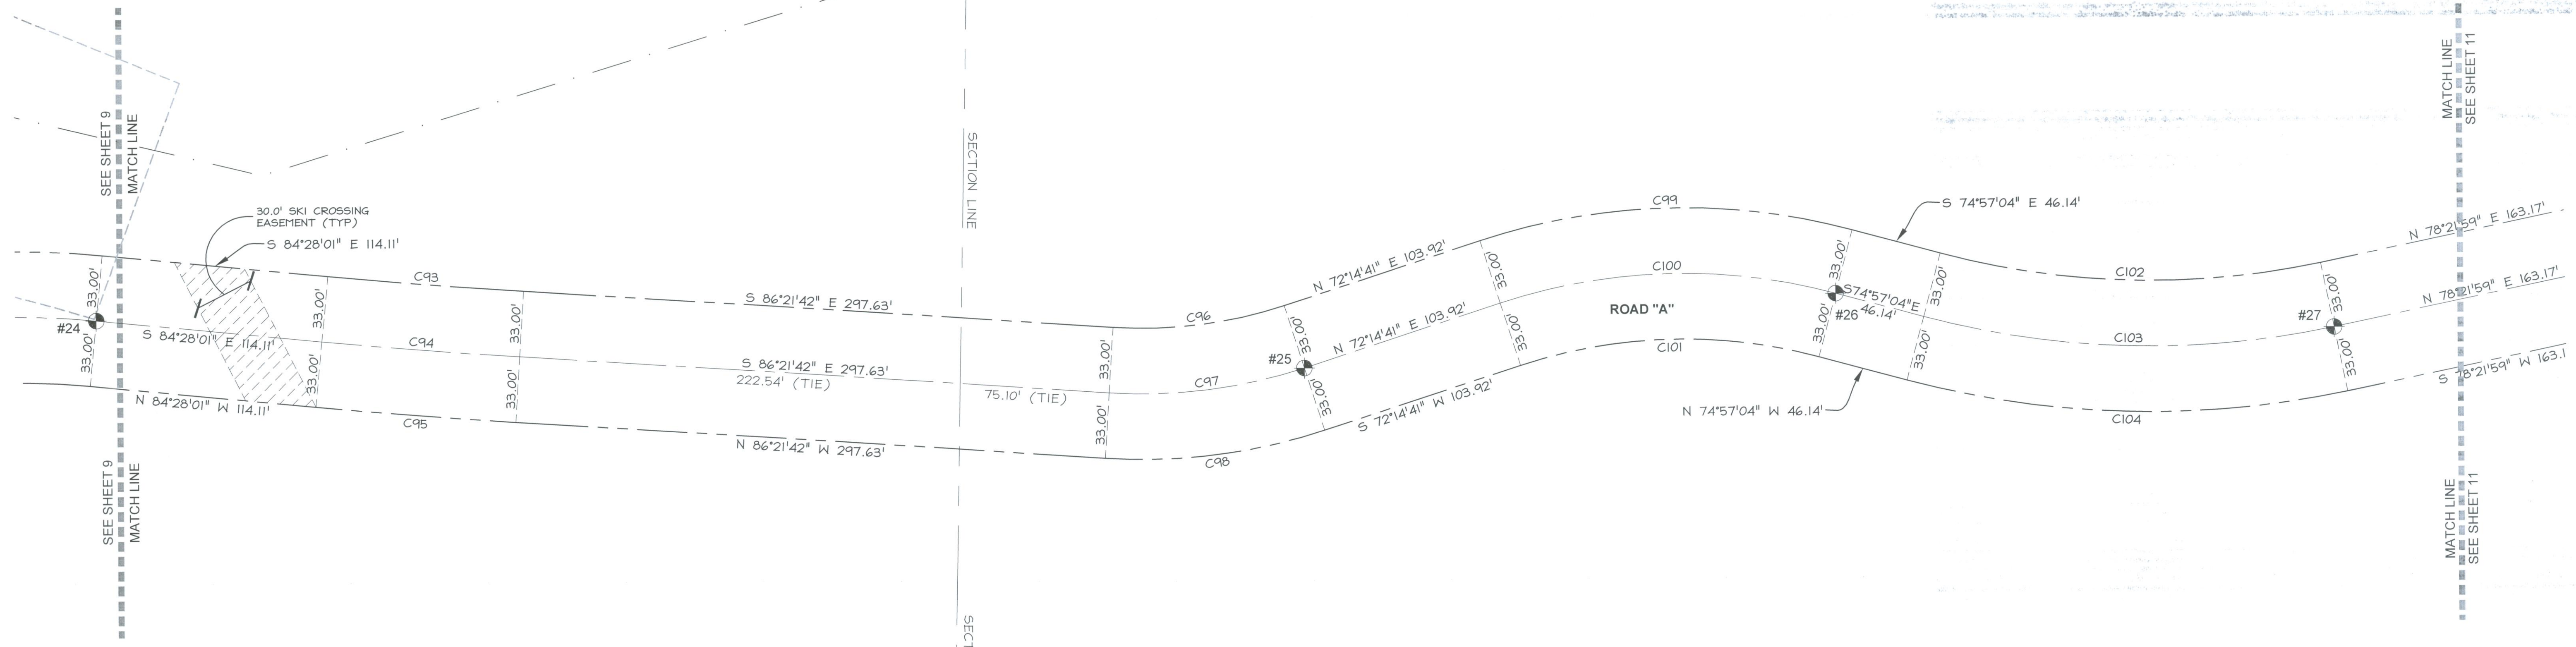 SEE SHEET 9
MATCH LINE
30.0' SKI CROSSING
EASEMENT (TYP)
S 84°28'01" E 114.11'
33.00'
#24
33.00'
S 84°28'01" E 114.11'
N 84°28'01" W 114.11'
SEE SHEET 9
MATCH LINE
33.00'
33.00'
C93
C94
C95
33.00'
33.00'
S 86°21'42" E 297.63'
S 86°21'42" E 297.63'
222.54' (TIE)
N 86°21'42" W 297.63'
SECTION LINE
SECT
75.10' (TIE)
33.00'
33.00'
C96
C97
C98
N 72°14'41" E 103.92'
33.00'
#25
N 72°14'41" E 103.92'
33.00'
S 72°14'41" W 103.92'
33.00'
33.00'
C99
C100
ROAD "A"
C101
33.00'
#26
33.00'
S74°57'04"E
46.14'
S 74°57'04" E 46.14'
33.00'
33.00'
N 74°57'04" W 46.14'
C102
C103
C104
33.00'
#27
33.00'
N 78°21'59" E 163.17'
N 78°21'59" E 163.17'
S 78°21'59" W 163.1
MATCH LINE
SEE SHEET 11
MATCH LINE
SEE SHEET 11